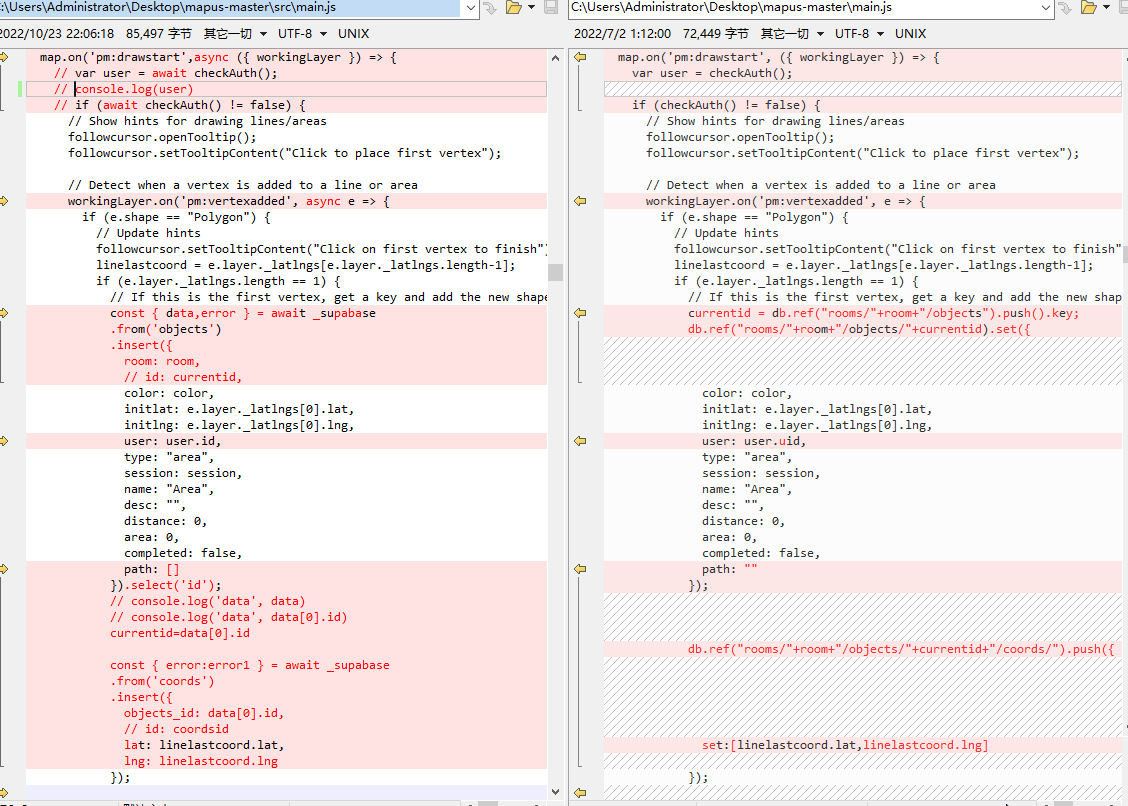 :\Users\Administrator\Desktop\mapus-master\src\main.js
2022/10/23 22:06:18 85,497 字节 其它一切 UTF-8 UNIX
map.on('pm:drawstart',async ({ workingLayer }) => {
// var user = await checkAuth();
// console.log(user)
// if (await checkAuth() != false) {
// Show hints for drawing lines/areas
followcursor.openTooltip();
followcursor.setTooltipContent("Click to place first vertex");
// Detect when a vertex is added to a line or area
workingLayer.on('pm:vertexadded', async e => {
if (e.shape == "Polygon") {
// Update hints
followcursor.setTooltipContent("Click on first vertex to finish")
linelastcoord = e.layer._latlngs[e.layer._latlngs.length-1];
if (e.layer._latlngs.length == 1) {
// If this is the first vertex, get a key and add the new shape
const { data,error } = await _supabase
.from('objects')
.insert({
room: room,
// id: currentid,
color: color,
initlat: e.layer._latlngs[0].lat,
initlng: e.layer._latlngs[0].lng,
user: user.id,
type: "area",
session: session,
name: "Area",
desc: "",
distance: 0,
area: 0,
completed: false,
path: []
}).select('id');
// console.log('data', data)
// console.log('data', data[0].id)
currentid=data[0].id
const { error:error1 } = await _supabase
.from('coords')
.insert({
objects_id: data[0].id,
// id: coordsid
lat: linelastcoord.lat,
lng: linelastcoord.lng
});
C:\Users\Administrator\Desktop\mapus-master\main.js
2022/7/2 1:12:00 72,449 字节 其它一切 UTF-8 UNIX
map.on('pm:drawstart', ({ workingLayer }) => {
var user = checkAuth();
if (checkAuth() != false) {
// Show hints for drawing lines/areas
followcursor.openTooltip();
followcursor.setTooltipContent("Click to place first vertex");
// Detect when a vertex is added to a line or area
workingLayer.on('pm:vertexadded', e => {
if (e.shape == "Polygon") {
// Update hints
followcursor.setTooltipContent("Click on first vertex to finish"
linelastcoord = e.layer._latlngs[e.layer._latlngs.length-1];
if (e.layer._latlngs.length == 1) {
// If this is the first vertex, get a key and add the new shap
currentid = db.ref("rooms/"+room+"/objects").push().key;
db.ref("rooms/"+room+"/objects/"+currentid).set({
color: color,
initlat: e.layer._latlngs[0].lat,
initlng: e.layer._latlngs[0].lng,
user: user.uid,
type: "area",
session: session,
name: "Area",
desc: "",
distance: 0,
area: 0,
completed: false,
path: ""
});
db.ref("rooms/"+room+"/objects/"+currentid+"/coords/").push({
set:[linelastcoord.lat,linelastcoord.lng]
});